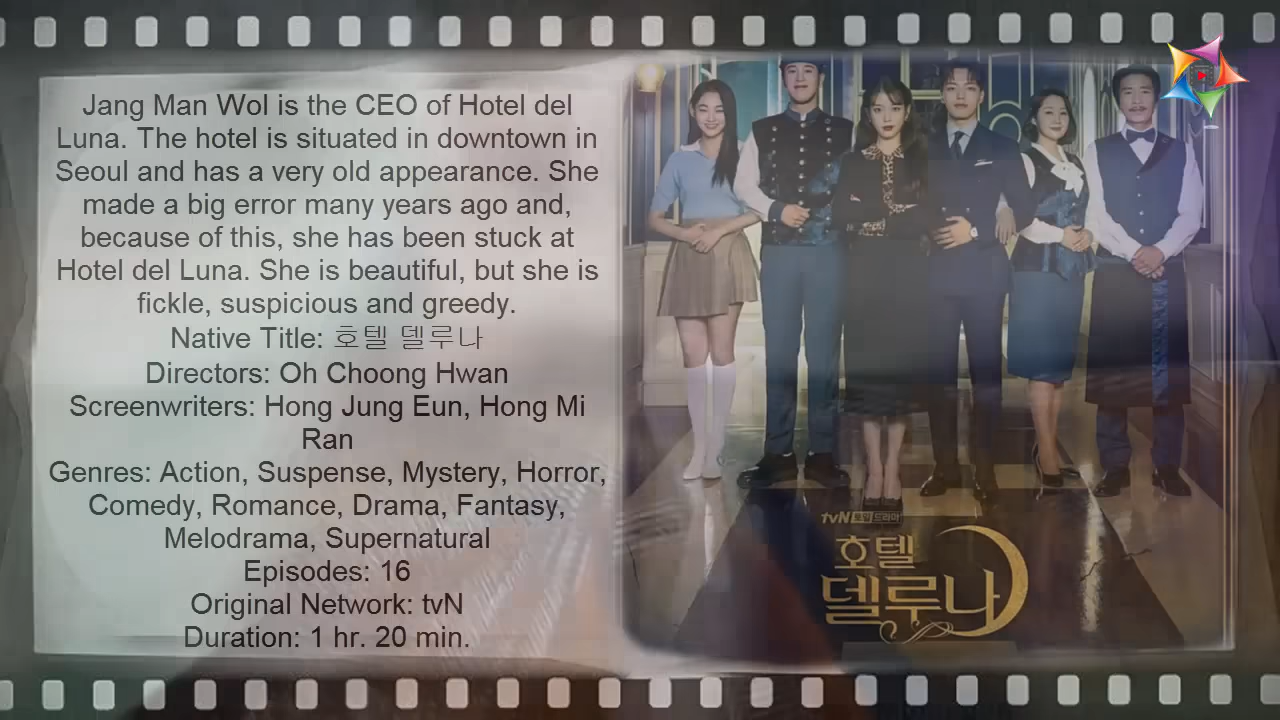 Jang Man Wol is the CEO of Hotel del
Luna. The hotel is situated in downtown in
Seoul and has a very old appearance. She
made a big error many years ago and,
because of this, she has been stuck at
Hotel del Luna. She is beautiful, but she is
fickle, suspicious and greedy.
Native Title: 호텔 델루나
Directors: Oh Choong Hwan
Screenwriters: Hong Jung Eun, Hong Mi
Ran
Genres: Action, Suspense, Mystery, Horror,
Comedy, Romance, Drama, Fantasy,
Melodrama, Supernatural
Episodes: 16
Original Network: tvN
Duration: 1 hr. 20 min.
tvN 토일 드라마
호텔
델루나